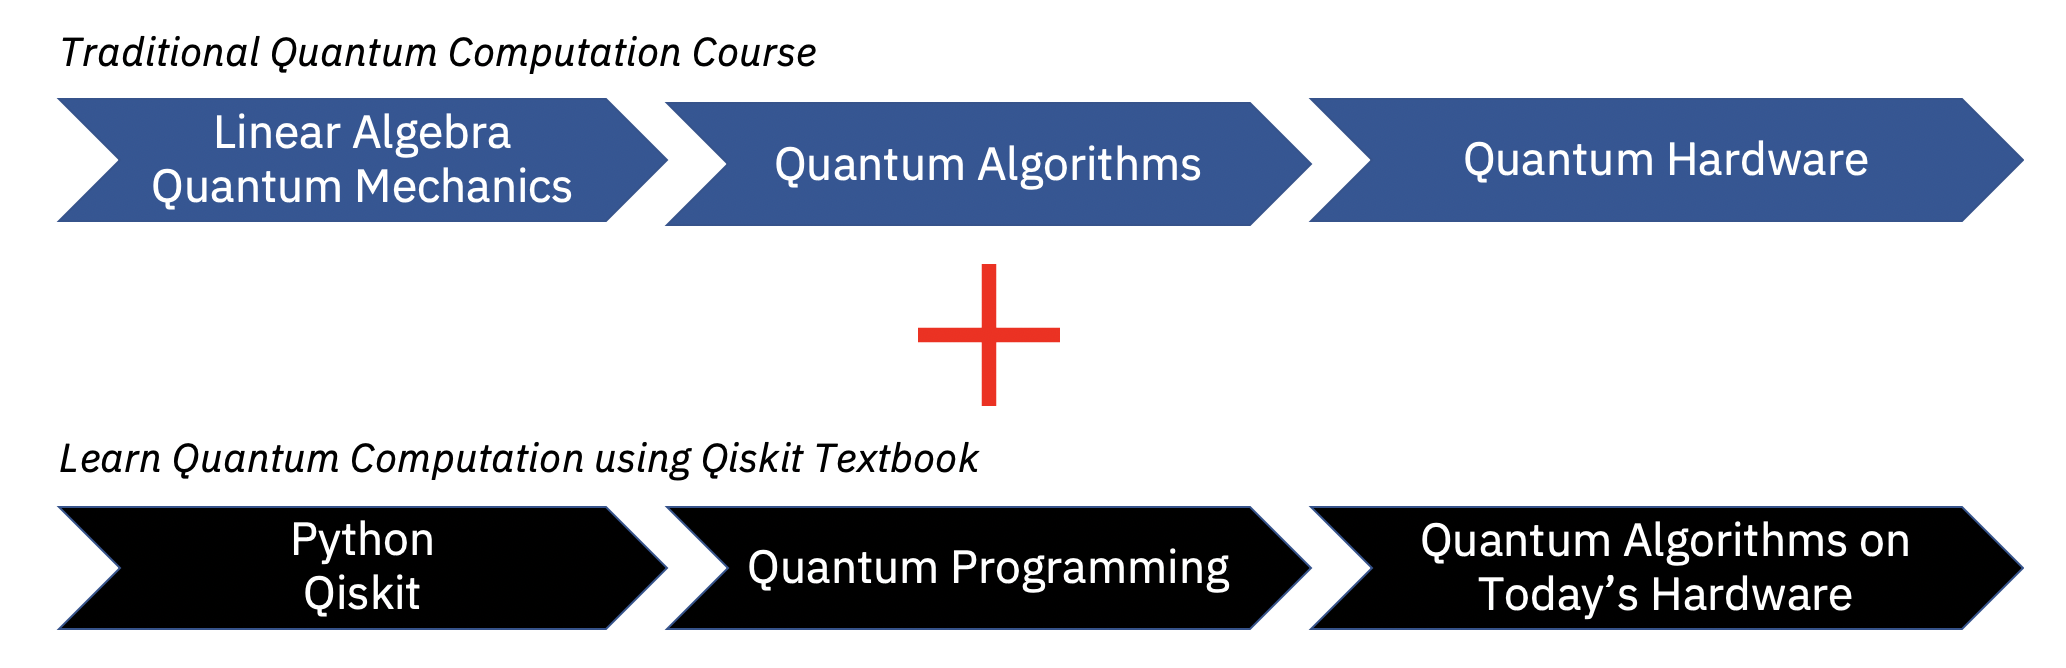 Traditional Quantum Computation Course
Linear Algebra
Quantum Mechanics
Quantum Algorithms
Quantum Hardware
Learn Quantum Computation using Qiskit Textbook
Python
Qiskit
Quantum Programming
Quantum Algorithms on
Today’s Hardware